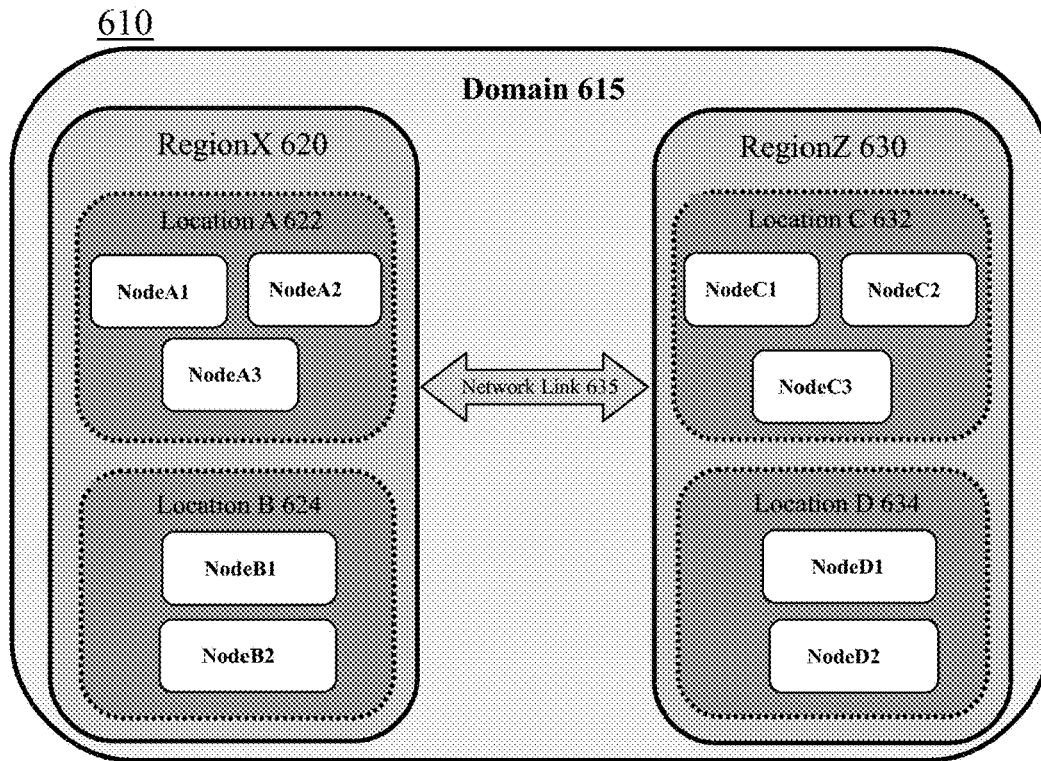 610
Domain 615
RegionX 620
Location A 622
NodeA1
NodeA2
NodeA3
Location B 624
NodeB1
NodeB2
Network Link 635
RegionZ 630
Location C 632
NodeC1
NodeC2
NodeC3
Location D 634
NodeD1
NodeD2